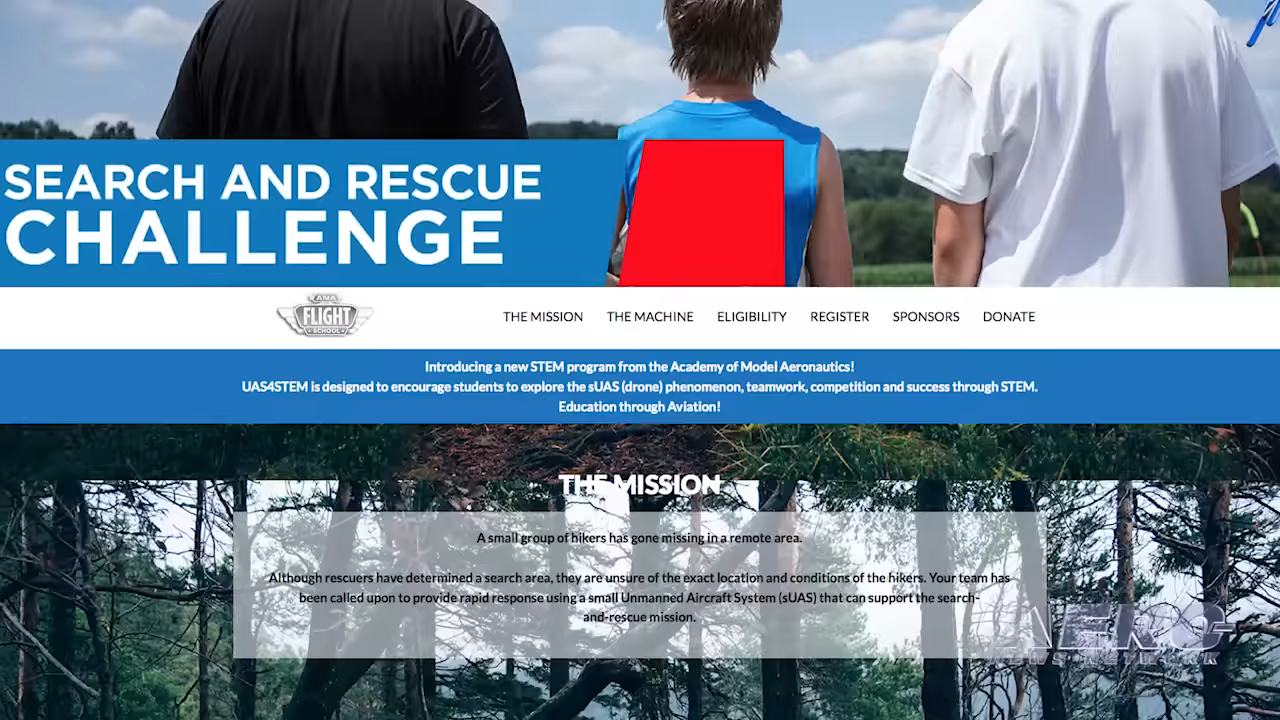 SEARCH AND RESCUE
CHALLENGE
AMA
FLIGHT
SCHOOL
THE MISSION
THE MACHINE
ELIGIBILITY
REGISTER
SPONSORS
DONATE
Introducing a new STEM program from the Academy of Model Aeronautics!
UAS4STEM is designed to encourage students to explore the sUAS (drone) phenomenon, teamwork, competition and success through STEM.
Education through Aviation!
THE MISSION
A small group of hikers has gone missing in a remote area.
Although rescuers have determined a search area, they are unsure of the exact location and conditions of the hikers. Your team has
been called upon to provide rapid response using a small Unmanned Aircraft System (sUAS) that can support the search-
and-rescue mission.
AERO
NEWS NETWORK